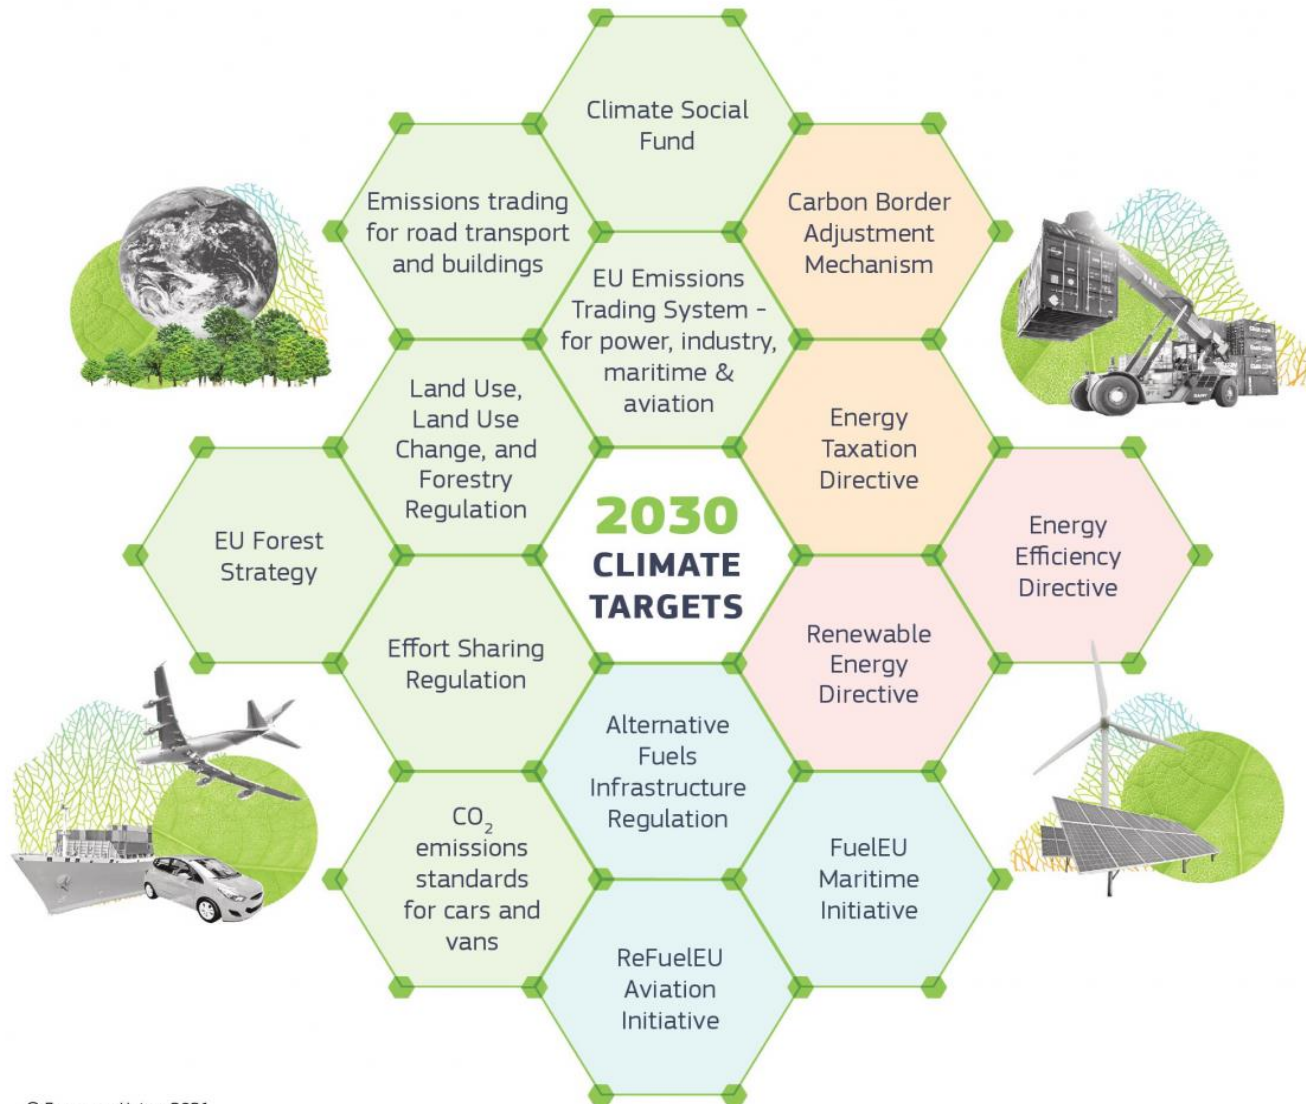 Climate Social
Fund
Emissions trading
for road transport
and buildings
Carbon Border
Adjustment
Mechanism
EU Emissions
Trading System -
for power, industry,
maritime &
aviation
Land Use,
Land Use
Change, and
Forestry
Regulation
Energy
Taxation
Directive
EU Forest
Strategy
2030
CLIMATE
TARGETS
Energy
Efficiency
Directive
Effort Sharing
Regulation
Renewable
Energy
Directive
Alternative
Fuels
Infrastructure
Regulation
CO₂
emissions
standards
for cars and
vans
FuelEU
Maritime
Initiative
ReFuelEU
Aviation
Initiative